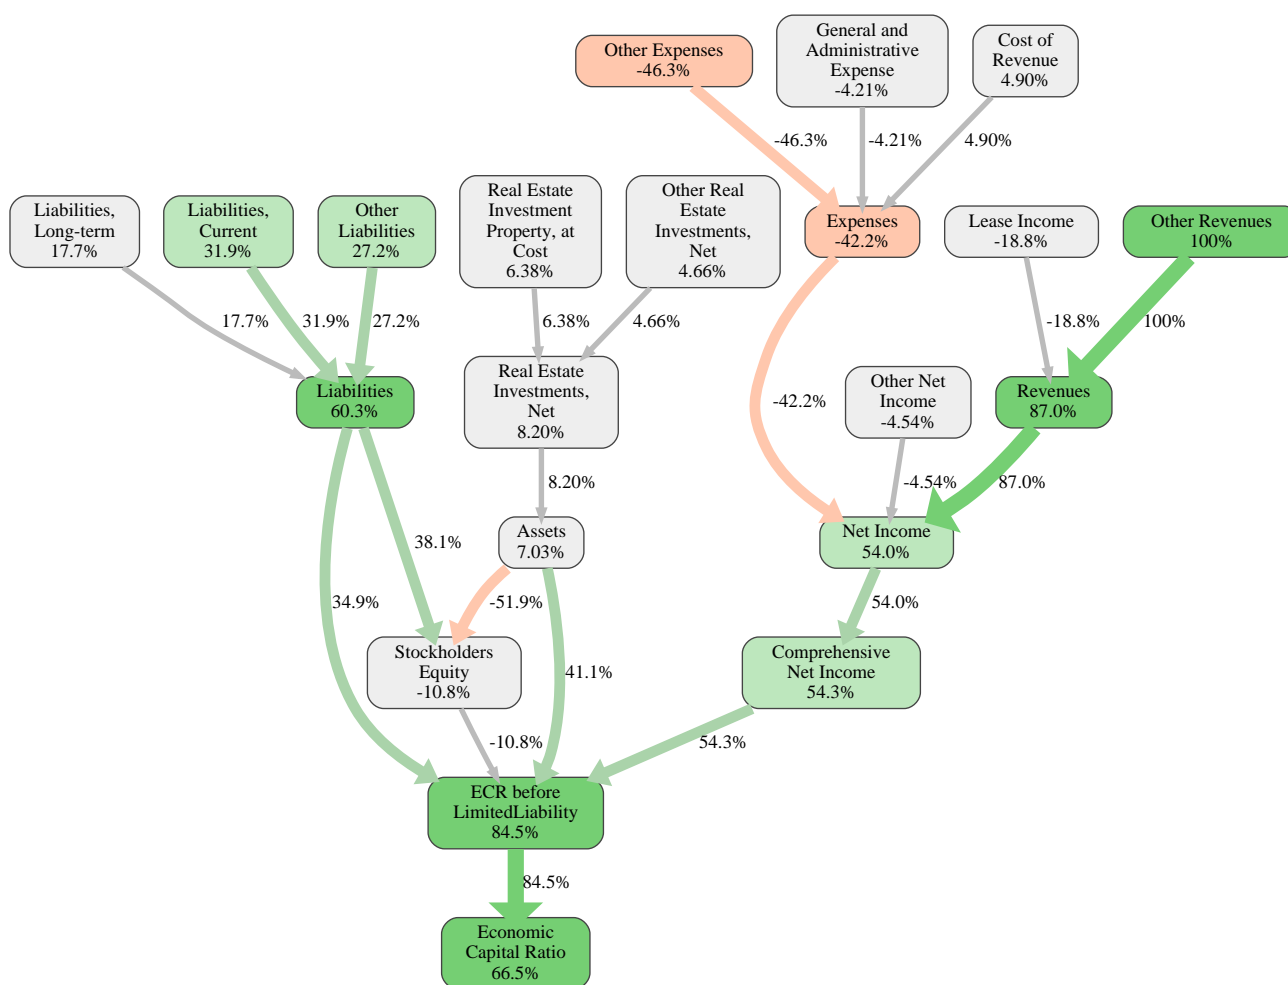 Other Expenses
-46.3%
General and
Administrative
Expense
-4.21%
Cost of
Revenue
4.90%
-46.3%
-4.21%
4.90%
Liabilities,
Long-term
17.7%
Liabilities,
Current
31.9%
Other
Liabilities
27.2%
Real Estate
Investment
Property, at
Cost
6.38%
Other Real
Estate
Investments,
Net
4.66%
Expenses
-42.2%
Lease Income
-18.8%
Other Revenues
100%
17.7%
31.9%
27.2%
6.38%
4.66%
-18.8%
100%
Liabilities
60.3%
Real Estate
Investments,
Net
8.20%
-42.2%
Other Net
Income
-4.54%
Revenues
87.0%
8.20%
-4.54%
87.0%
38.1%
Assets
7.03%
Net Income
54.0%
34.9%
-51.9%
54.0%
Stockholders
Equity
-10.8%
41.1%
Comprehensive
Net Income
54.3%
-10.8%
54.3%
ECR before
LimitedLiability
84.5%
84.5%
Economic
Capital Ratio
66.5%